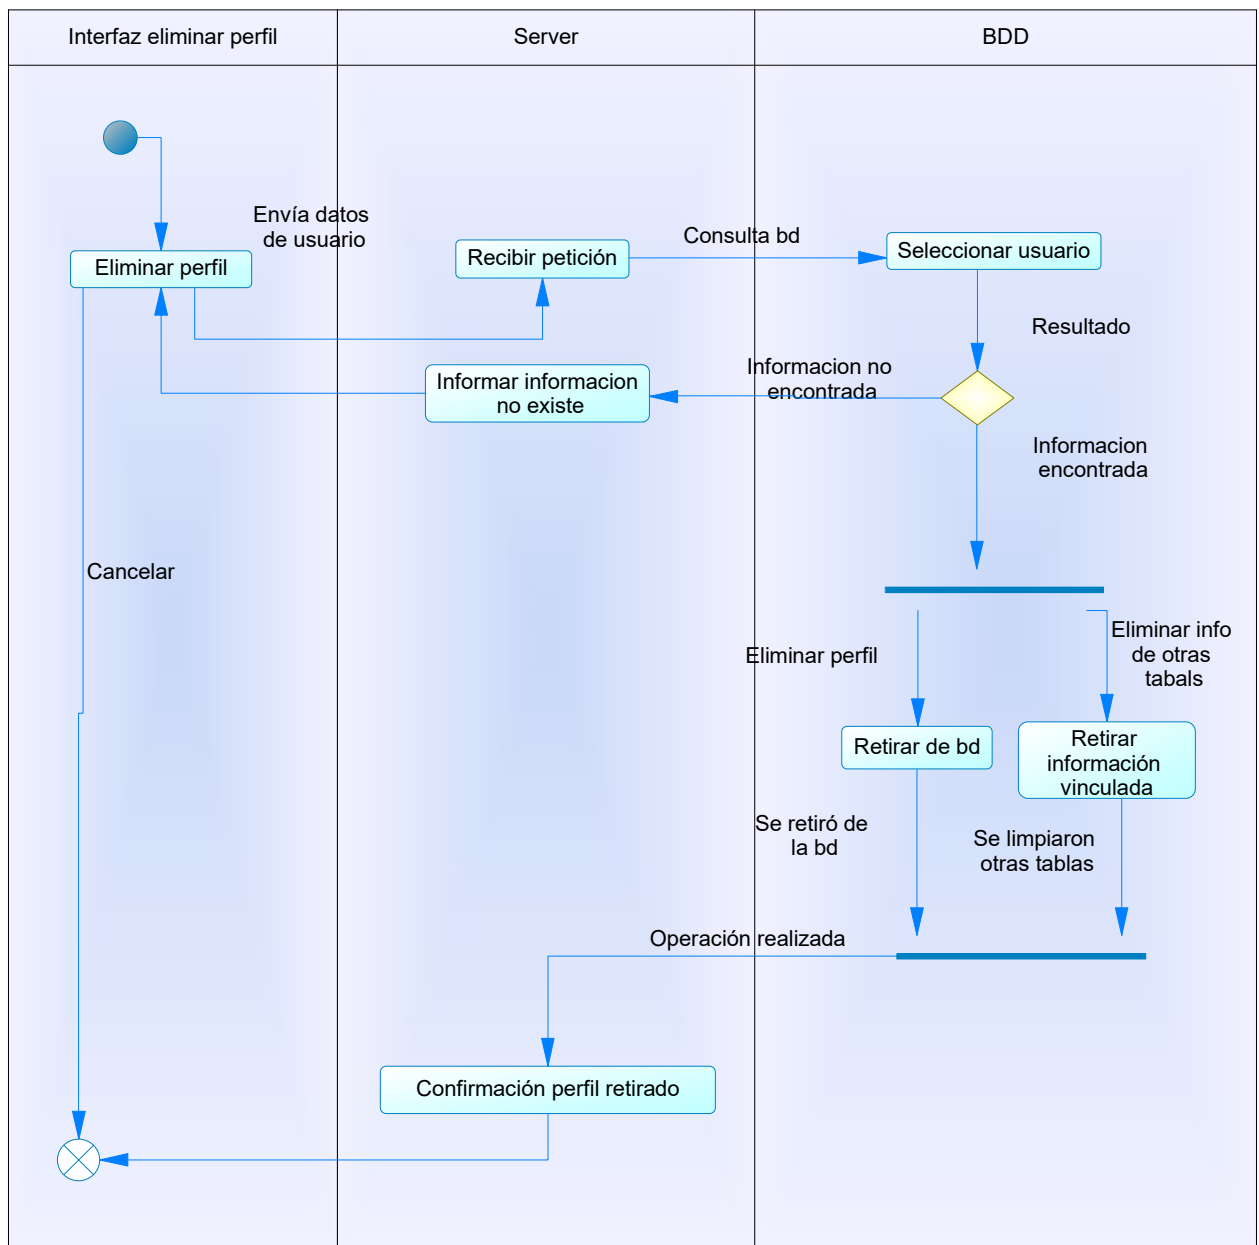 Interfaz eliminar perfil
Server
BDD
Envía datos
de usuario
Consulta bd
Eliminar perfil
Recibir petición
Seleccionar usuario
Resultado
Informar informacion
no existe
Informacion no
encontrada
Informacion
encontrada
Cancelar
Eliminar perfil
Eliminar info
de otras
tabals
Retirar de bd
Retirar
información
vinculada
Se retiró de
la bd
Se limpiaron
otras tablas
Operación realizada
Confirmación perfil retirado